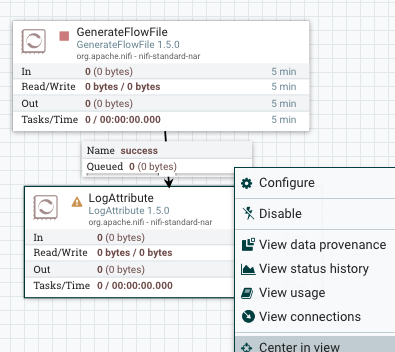 GenerateFlowFile
GenerateFlowFile 1.5.0
org.apache.nifi - nifi-standard-nar
In 0 (0 bytes) 5 min
Read/Write 0 bytes / 0 bytes 5 min
Out 0 (0 bytes) 5 min
Tasks/Time 0 / 00:00:00.000 5 min
Name success
Queued 0 (0 bytes)
LogAttribute
LogAttribute 1.5.0
org.apache.nifi - nifi-standard-nar
In 0 (0 bytes)
Read/Write 0 bytes / 0 bytes
Out 0 (0 bytes)
Tasks/Time 0 / 00:00:00.000
Configure
Disable
View data provenance
View status history
View usage
View connections
Center in view